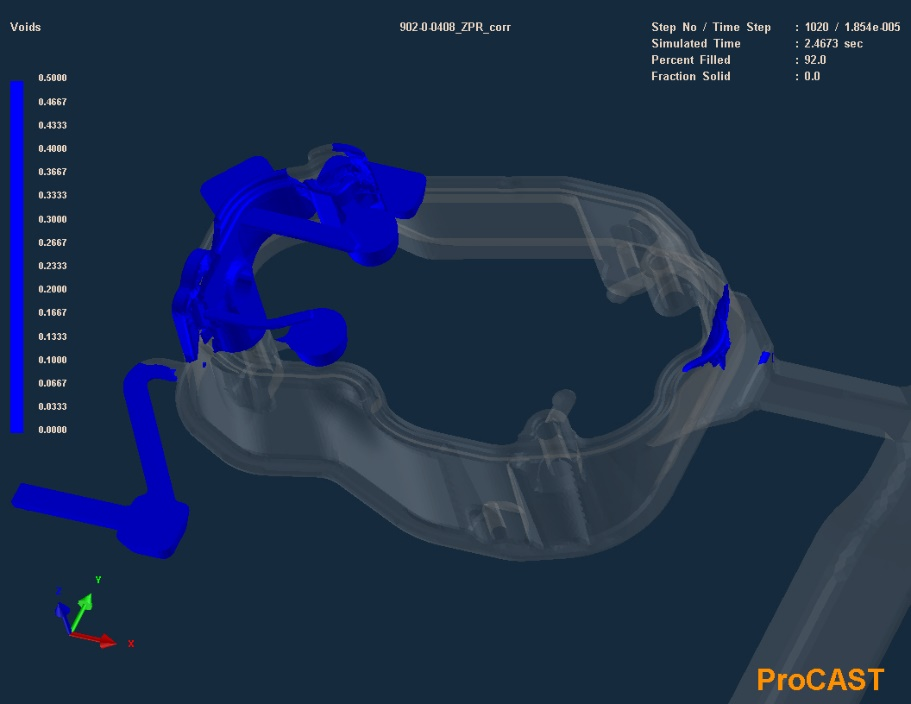 Voids
902-0-0408_ZPR_corr
Step No / Time Step : 1020 / 1.854e-005
Simulated Time : 2.4673 sec
Percent Filled : 92.0
Fraction Solid : 0.0
0.5000
0.4667
0.4333
0.4000
0.3667
0.3333
0.3000
0.2667
0.2333
0.2000
0.1667
0.1333
0.1000
0.0667
0.0333
0.0000
Z
Y
X
ProCAST